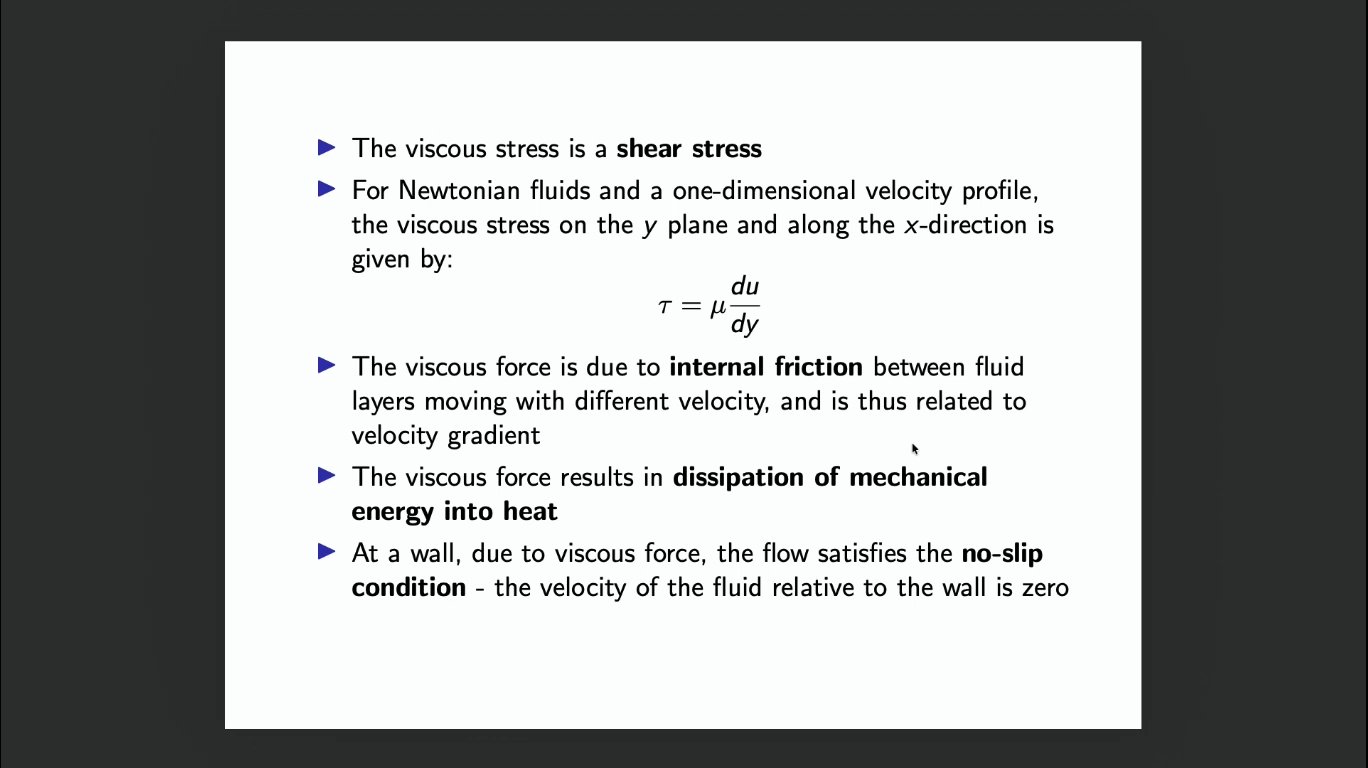 ▶ The viscous stress is a shear stress
▶ For Newtonian fluids and a one-dimensional velocity profile,
the viscous stress on the y plane and along the x-direction is
given by:
τ = μ du/dy
▶ The viscous force is due to internal friction between fluid
layers moving with different velocity, and is thus related to
velocity gradient
▶ The viscous force results in dissipation of mechanical
energy into heat
▶ At a wall, due to viscous force, the flow satisfies the no-slip
condition - the velocity of the fluid relative to the wall is zero